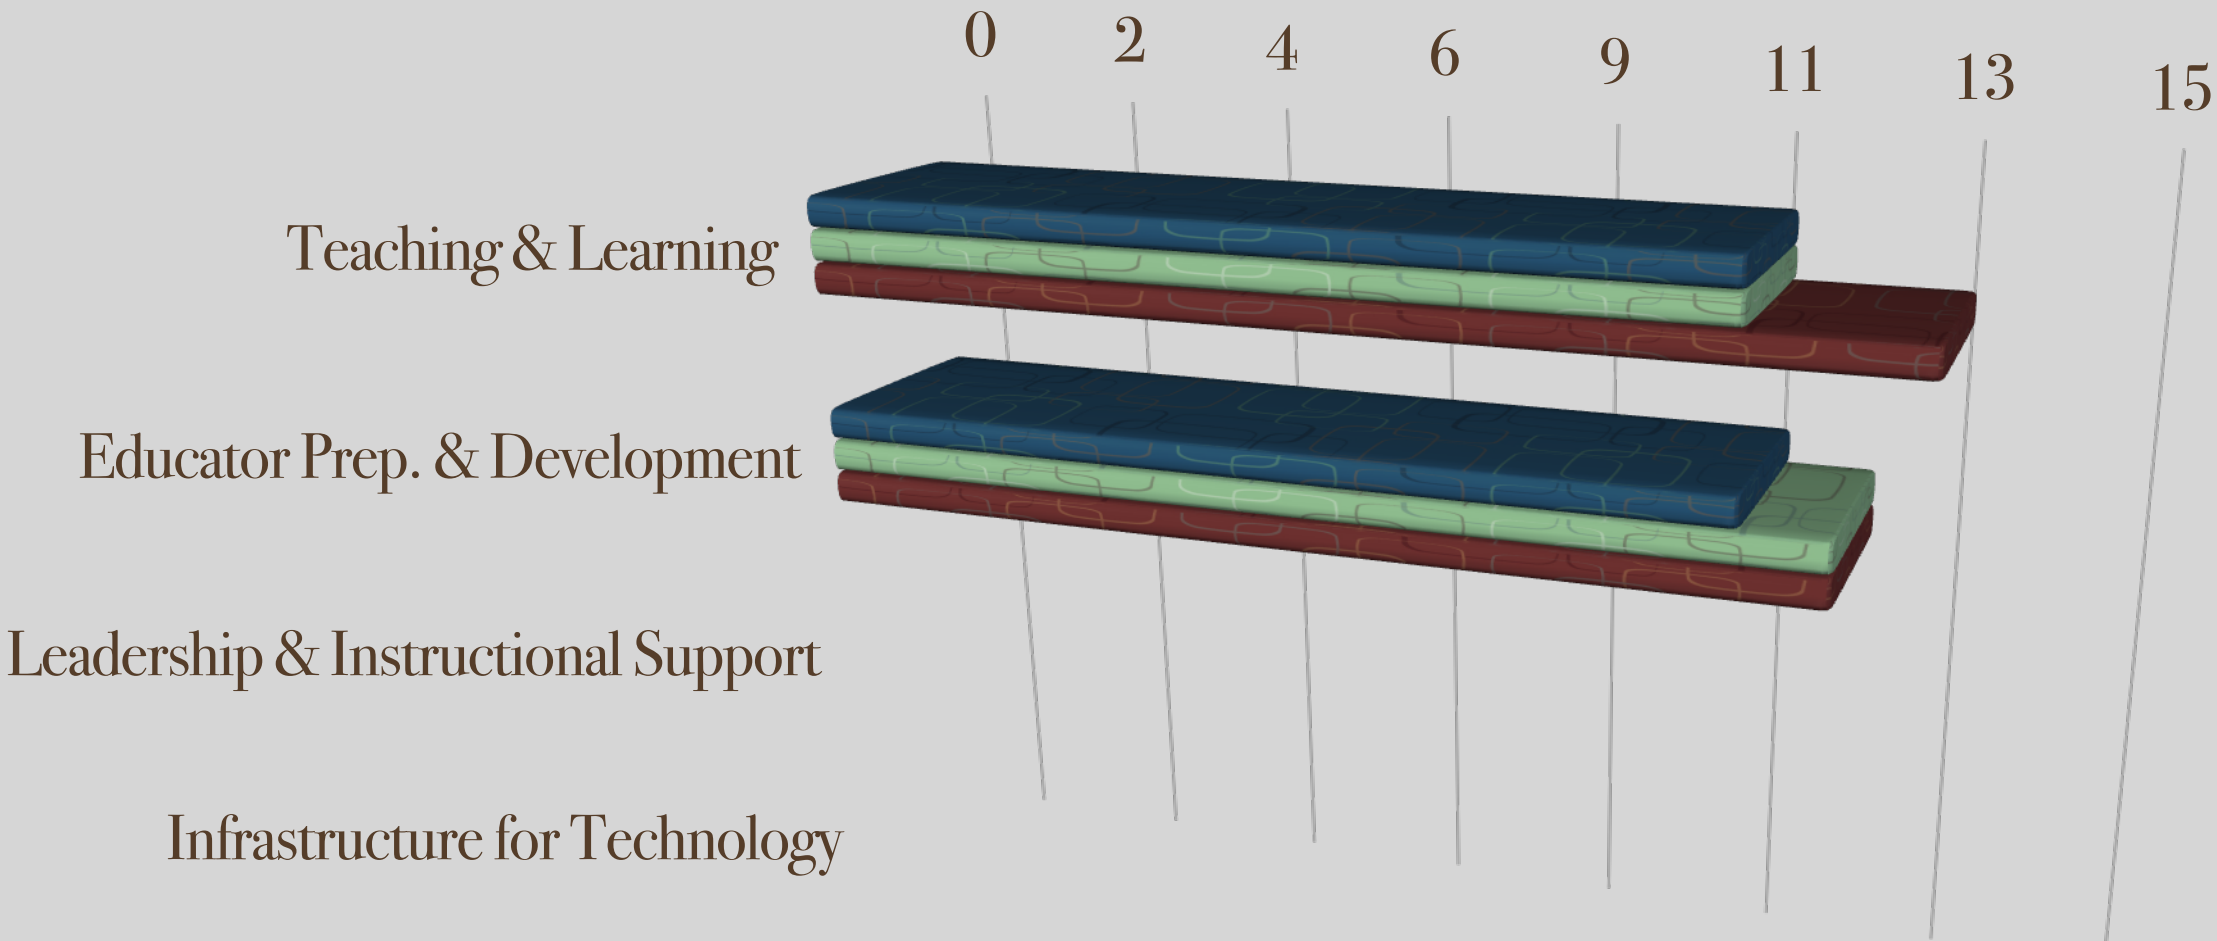 0 2 4 6 9 11 13 15
Teaching & Learning
Educator Prep. & Development
Leadership & Instructional Support
Infrastructure for Technology